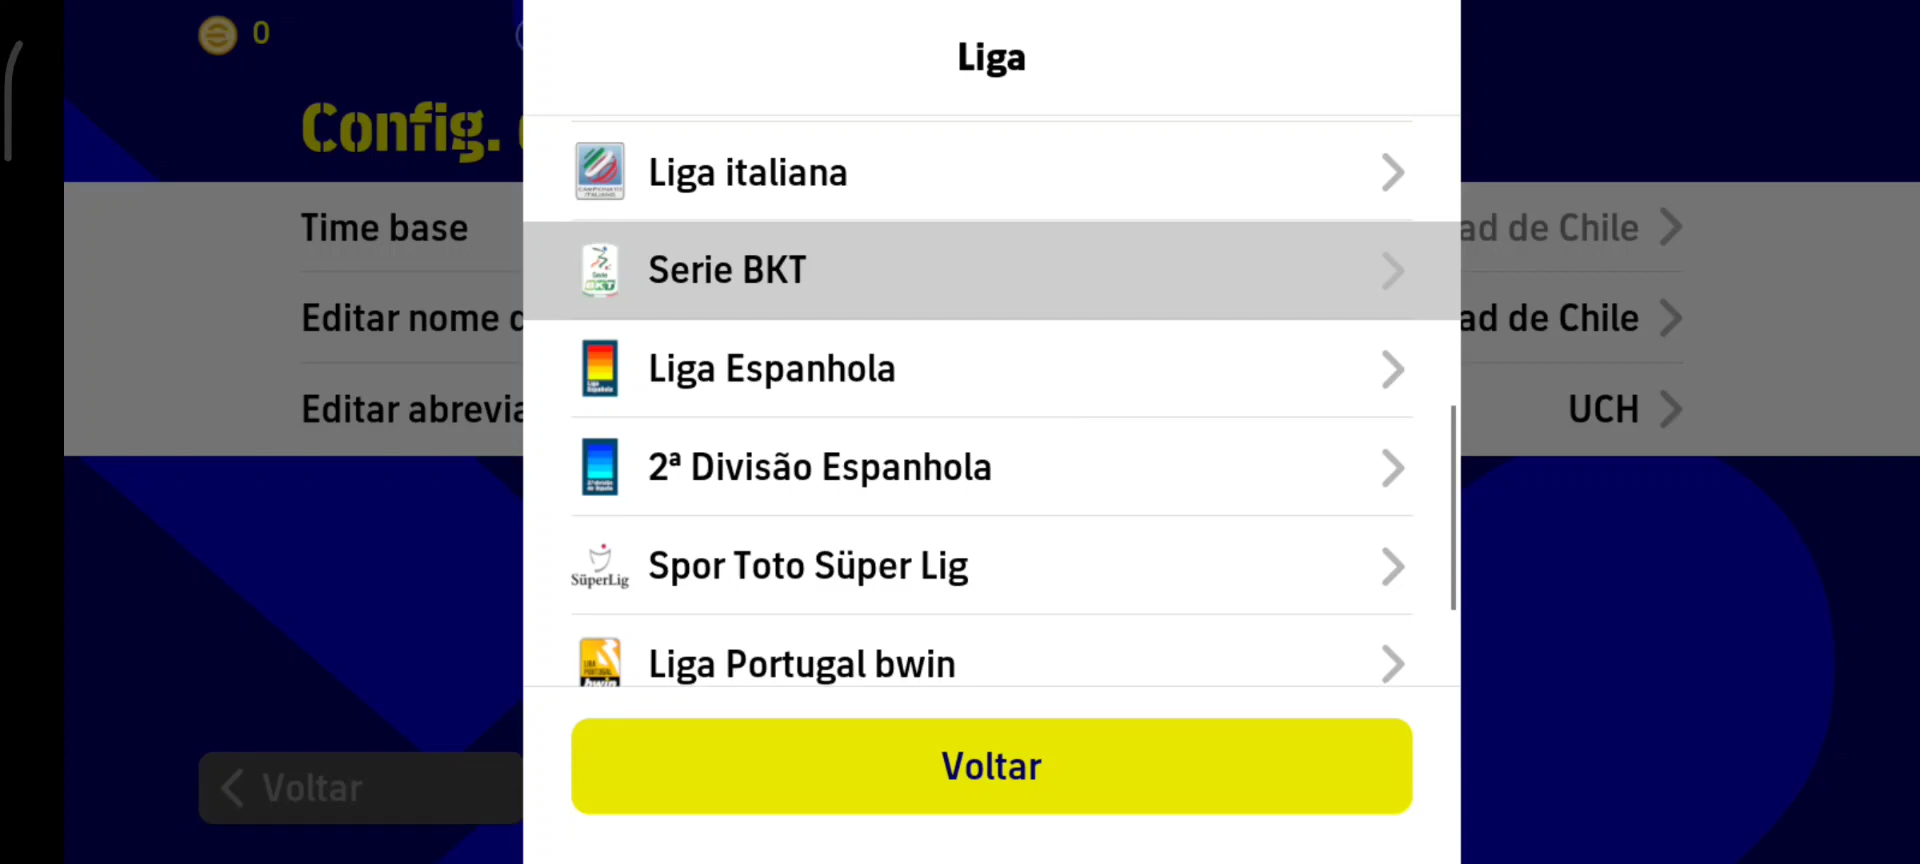 0
Config.
Liga
Liga italiana
Time base
ad de Chile
Serie BKT
Editar nome
ad de Chile
Liga Espanhola
Editar abrevia
UCH
2ª Divisão Espanhola
SüperLig
Spor Toto Süper Lig
Liga Portugal bwin
Voltar
Voltar